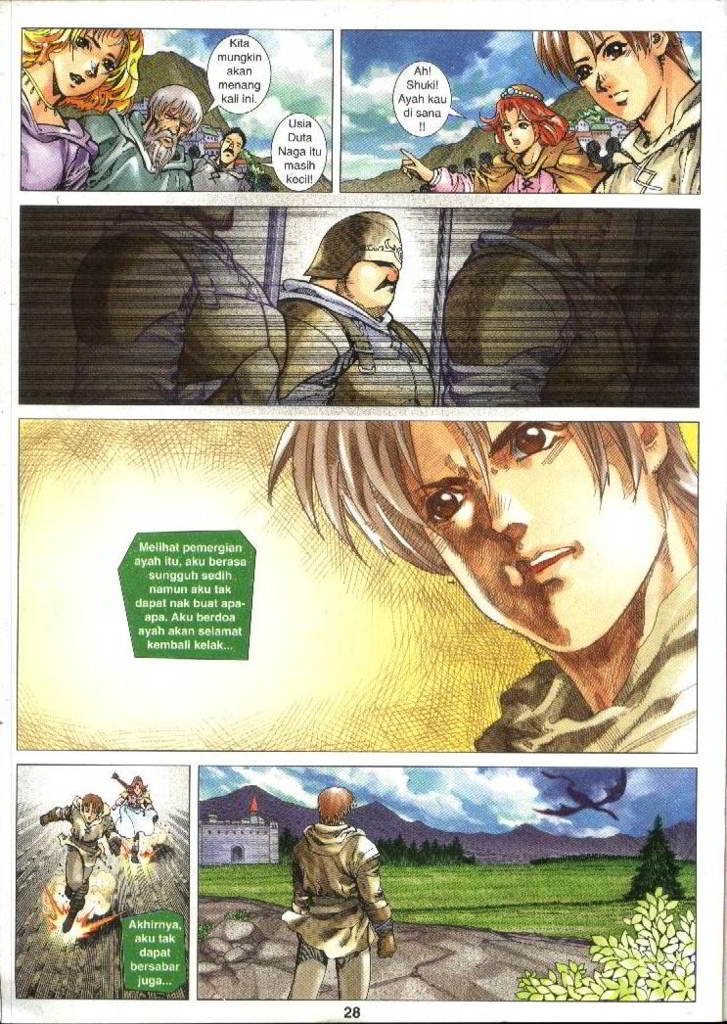 Kita
mungkin
akan
menang
kali ini.
Usia
Duta
Naga itu
masih
kecil!
Ah!
Shuki!
Ayah kau
di sana
!!
Melihat pemergian
ayah itu, aku berasa
sungguh sedih
namun aku tak
dapat nak buat apa-
apa. Aku berdoa
ayah akan selamat
kembali kelak...
Akhirnya,
aku tak
dapat
bersabar
juga...
28